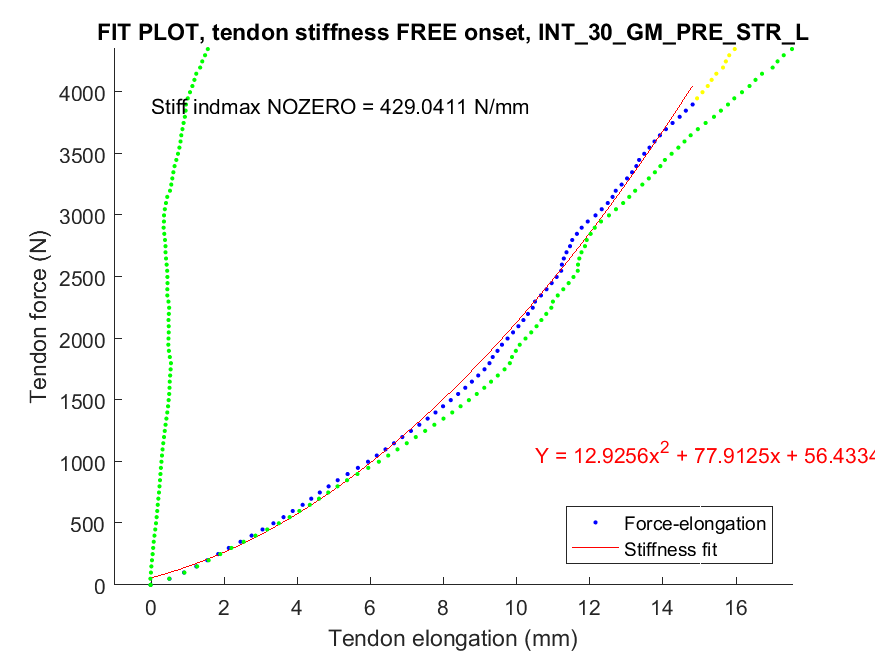 FIT PLOT, tendon stiffness FREE onset, INT_30_GM_PRE_STR_L
Stiff indmax NOZERO = 429.0411 N/mm
4000
3500
3000
2500
2000
1500
1000
500
0
Tendon force (N)
Y = 12.9256x² + 77.9125x + 56.4334
Force-elongation
Stiffness fit
0 2 4 6 8 10 12 14 16
Tendon elongation (mm)